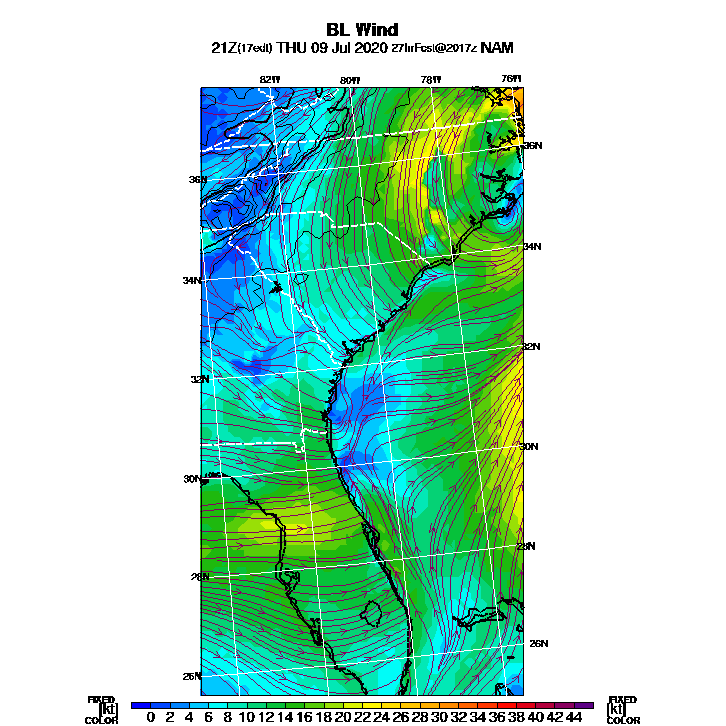 BL Wind
21Z(17edt) THU 09 Jul 2020 27hrFcst@2017z NAM
82W 80W 78W 76W
36N
36N
34N
34N
32N
32N
30N
30N
28N
28N
26N
26N
FIXED FIXED
[kt] 0 2 4 6 8 10 12 14 16 18 20 22 24 26 28 30 32 34 36 38 40 42 44 [kt]
COLOR COLOR